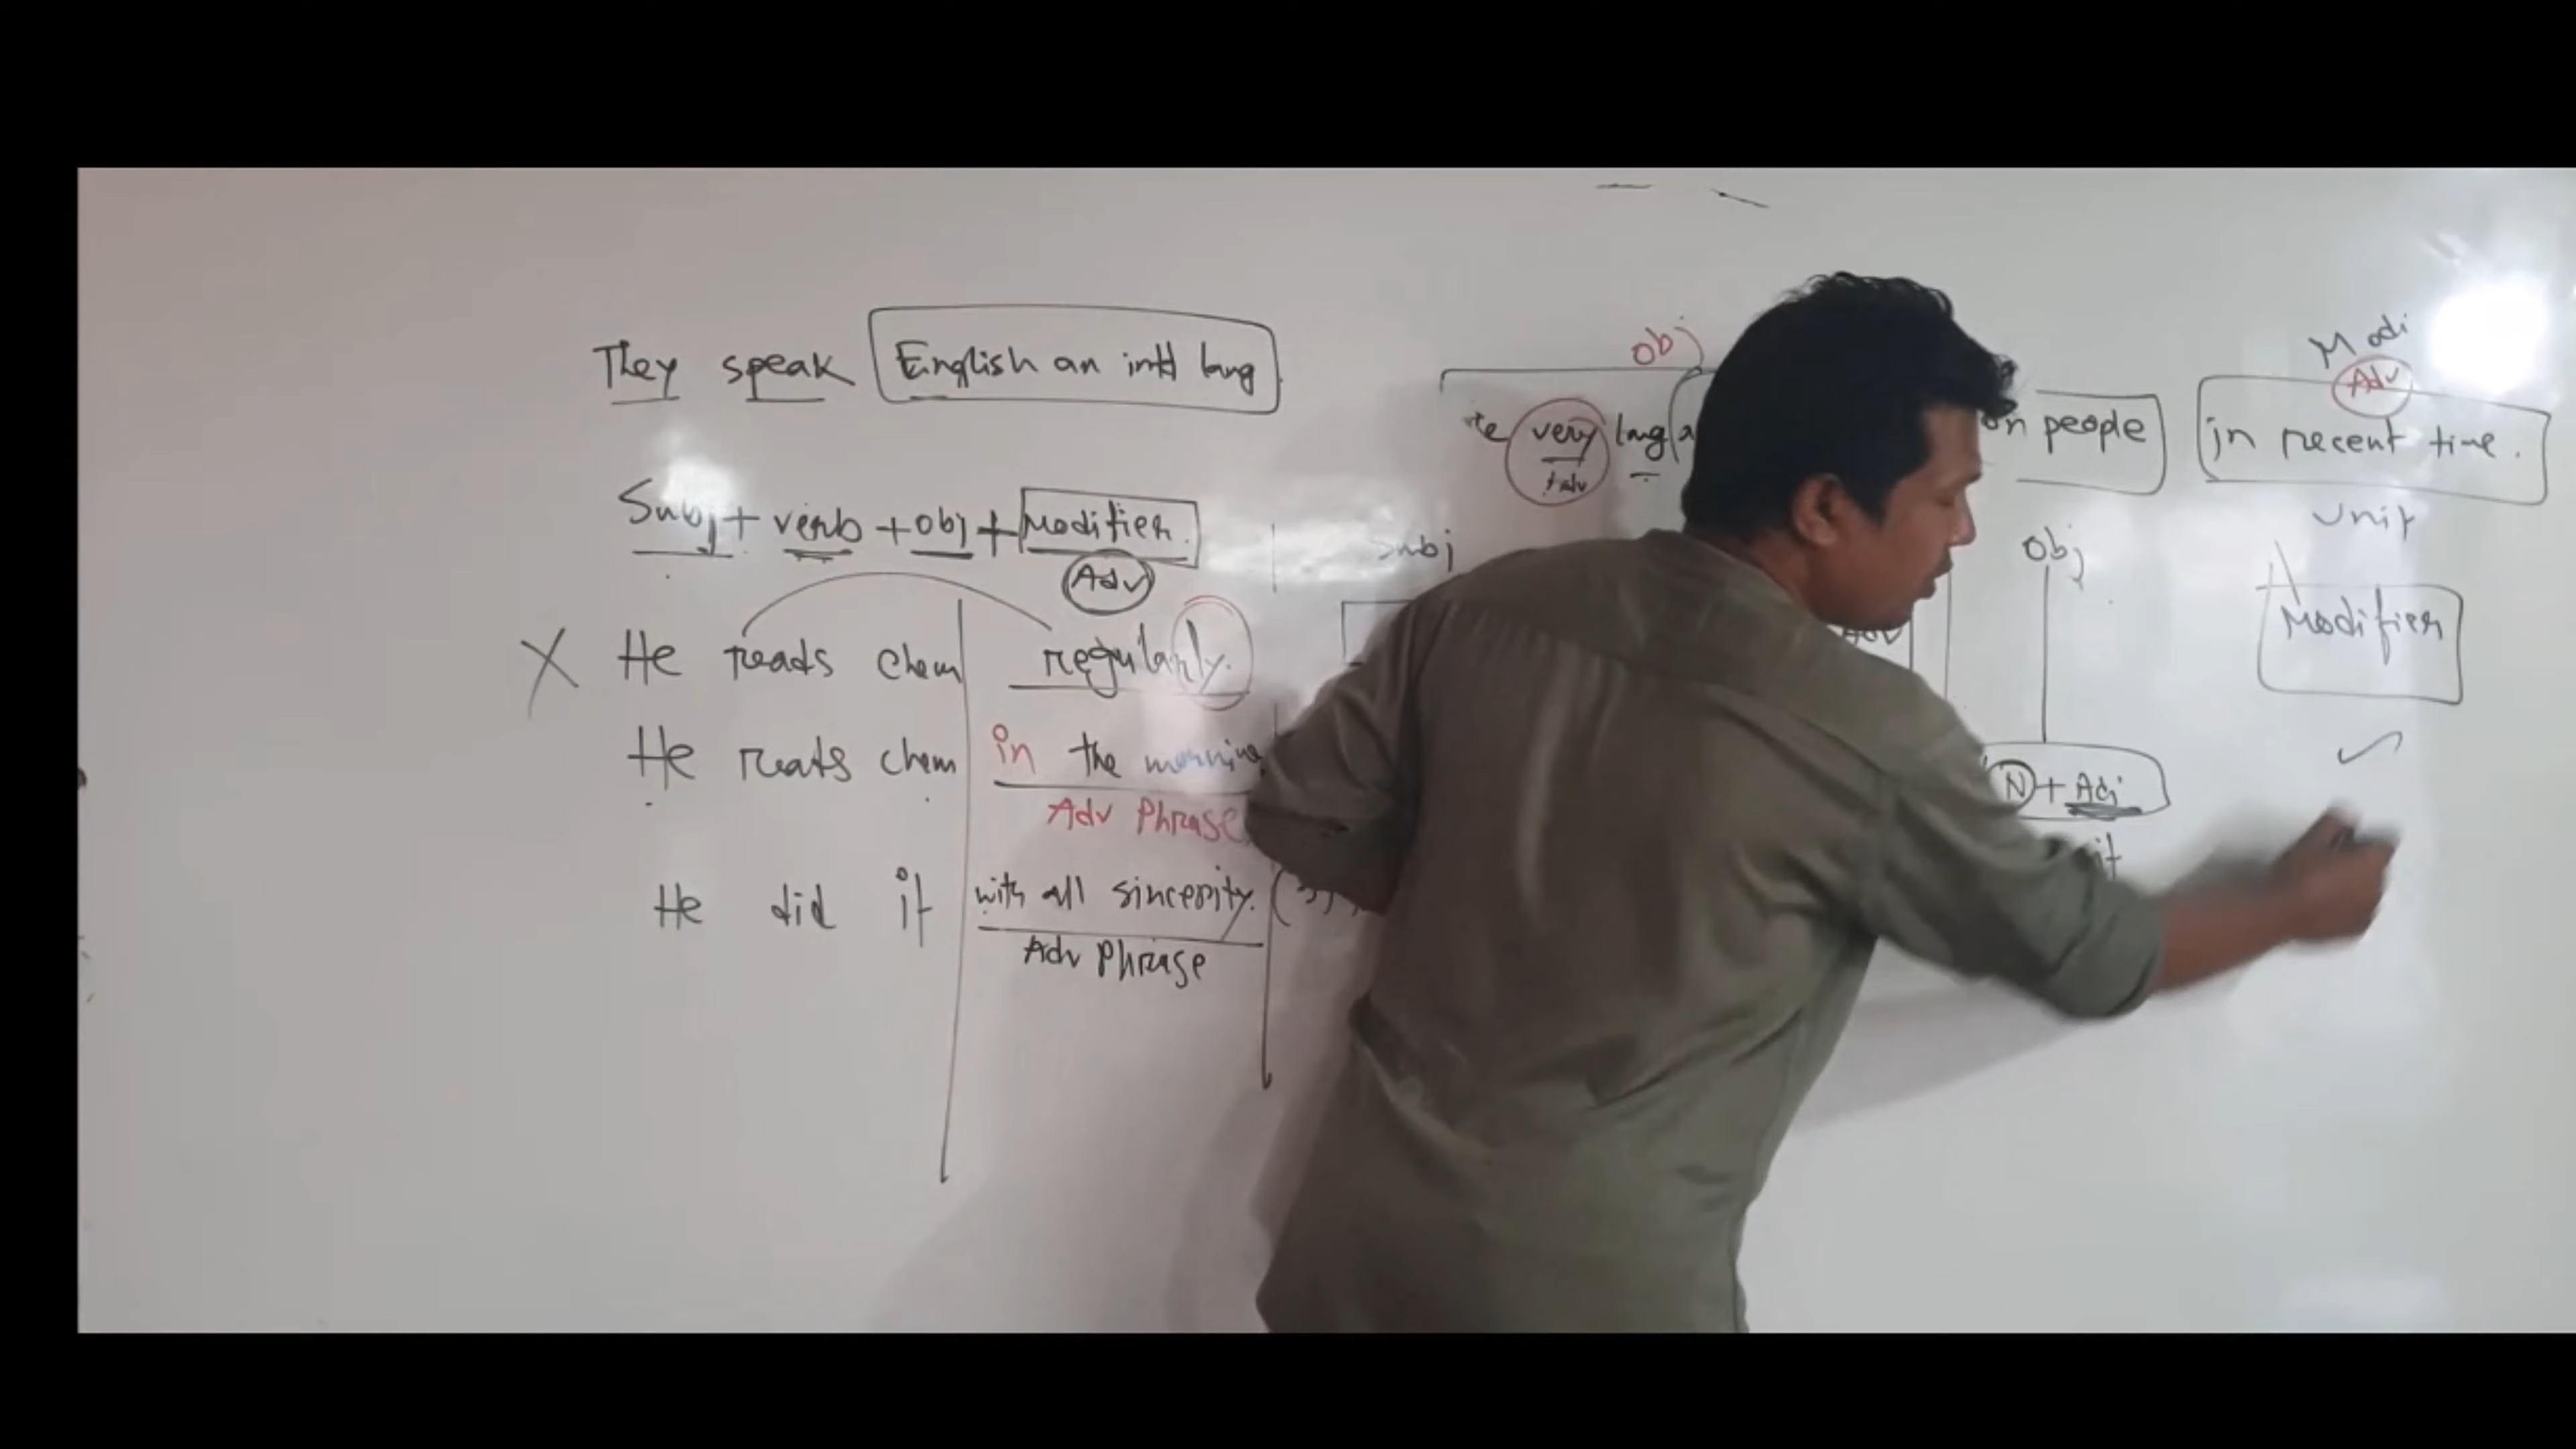 They speak English an intl lang
Subj + verb + obj + Modifier.
Adv
X He reads chem regularly.
He reads chem in the morning
Adv Phrase
He did it with all sincerity.
Adv Phrase
Obj
te very lang a
Adv
on people
Modi
Adv
in recent time.
Unit
Subj
Obj
Modifier
N + Adj